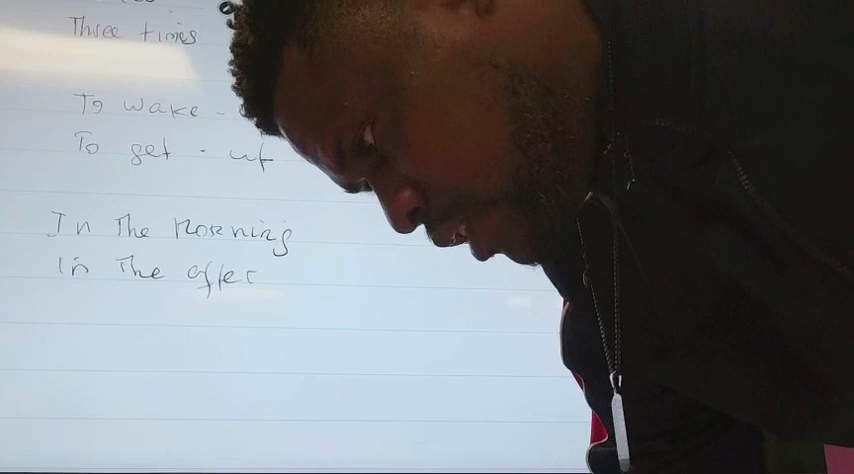 Three times
To wake -
To get - up
In The Morning
In The after